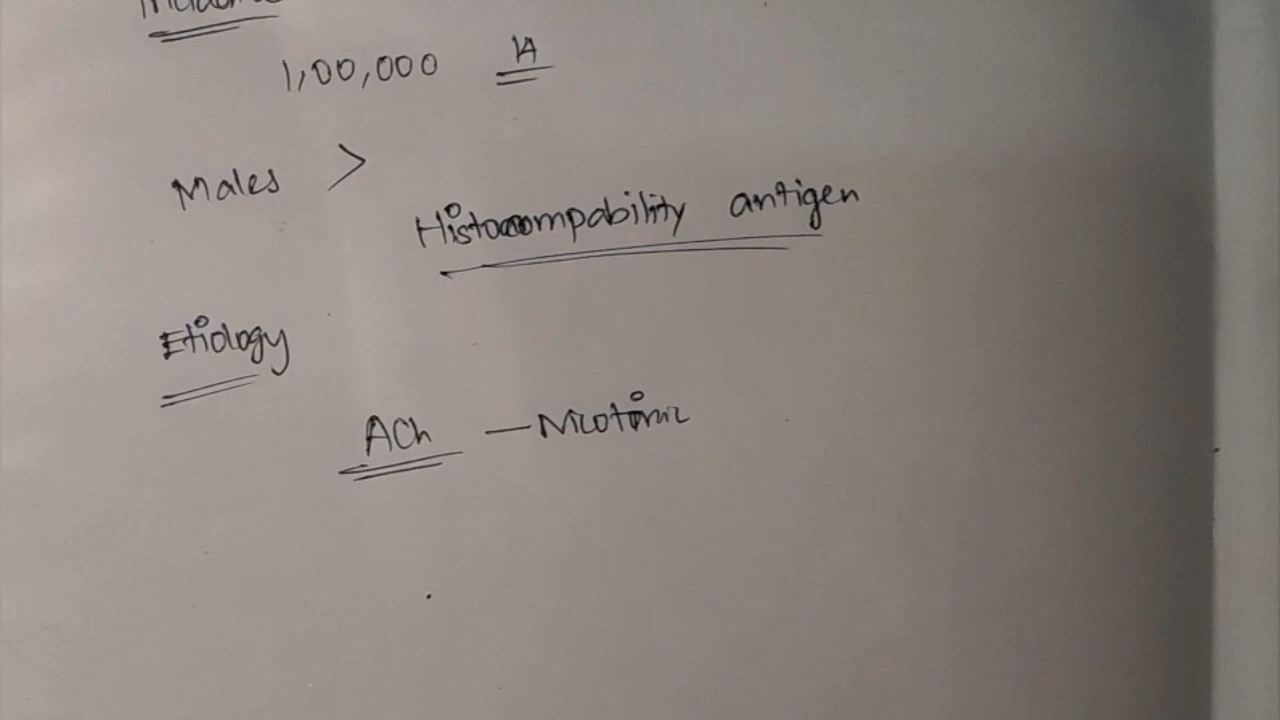 1,00,000 14
Males >
Histocompability antigen
Etiology
ACh — Nicotinic